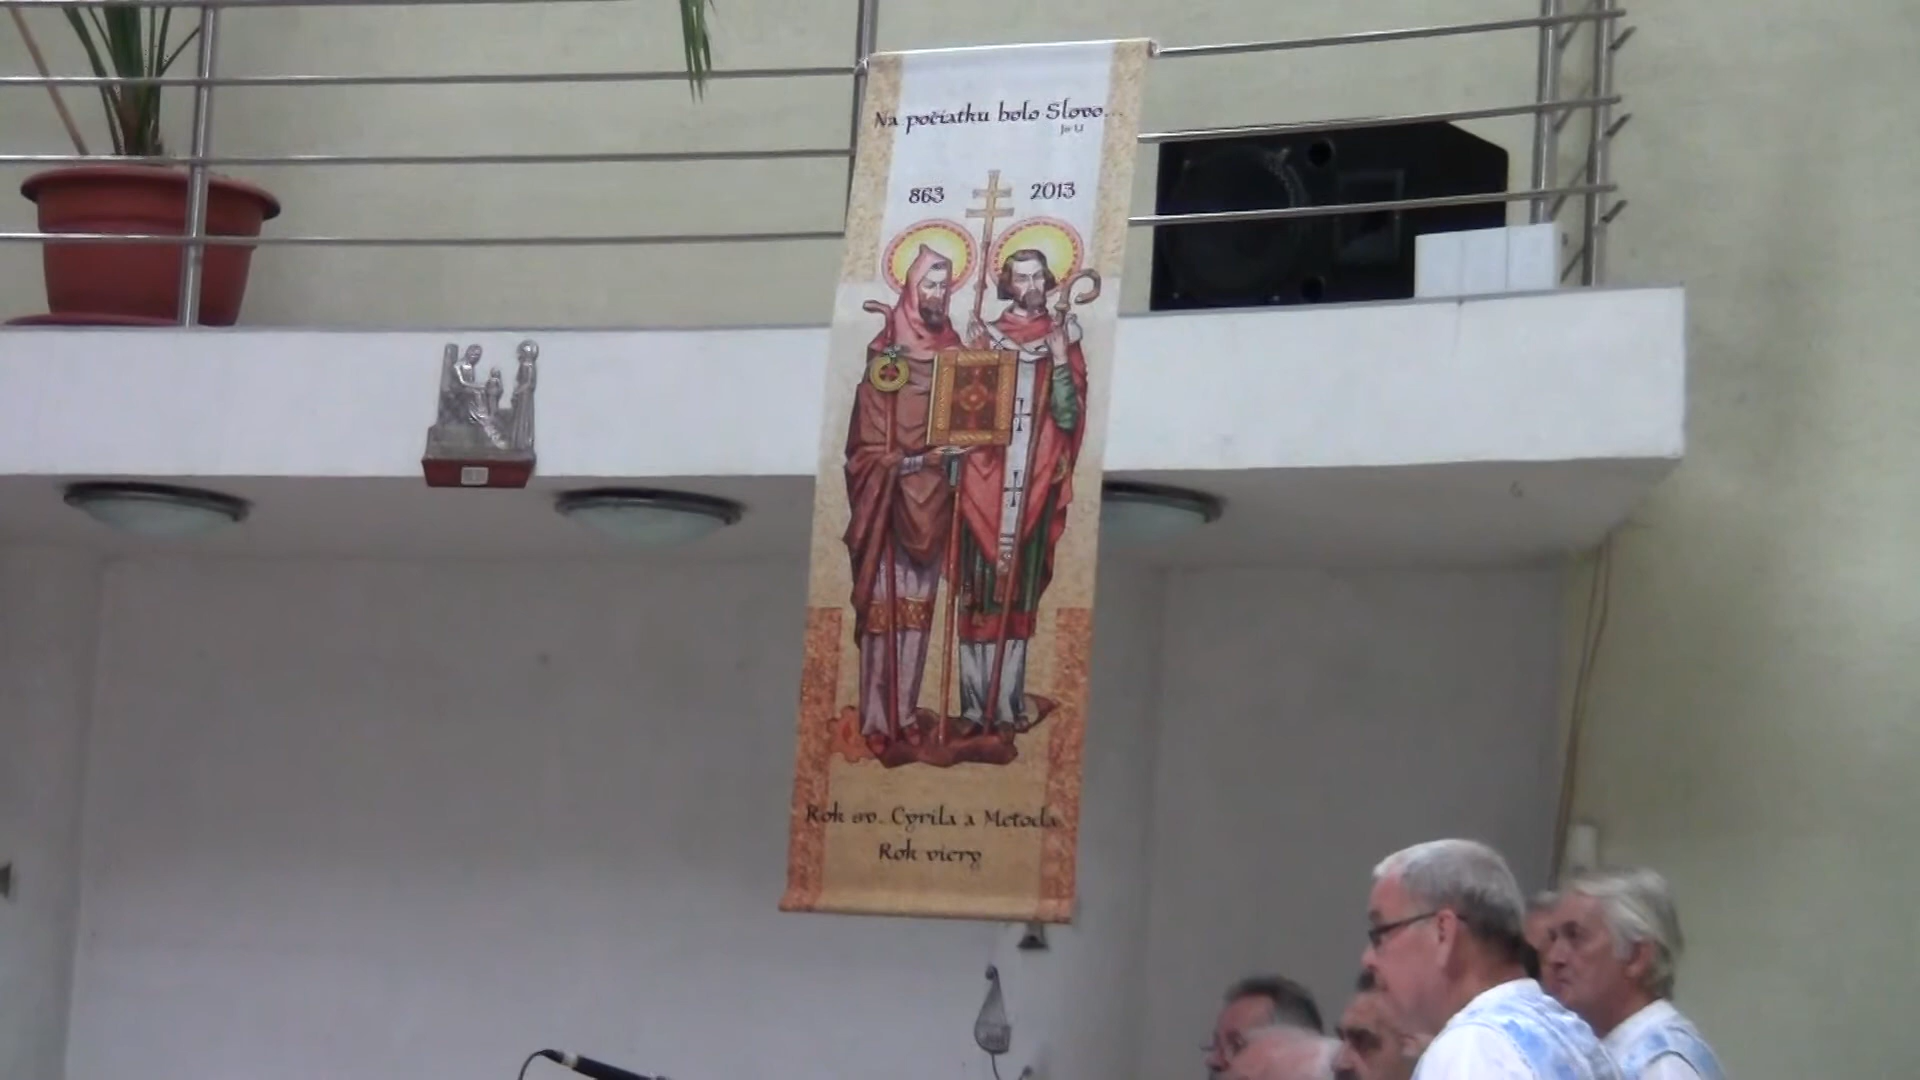 Na počiatku bolo Slovo...
Jn 1,1
863 2013
Rok sv. Cyrila a Metoda
Rok viery